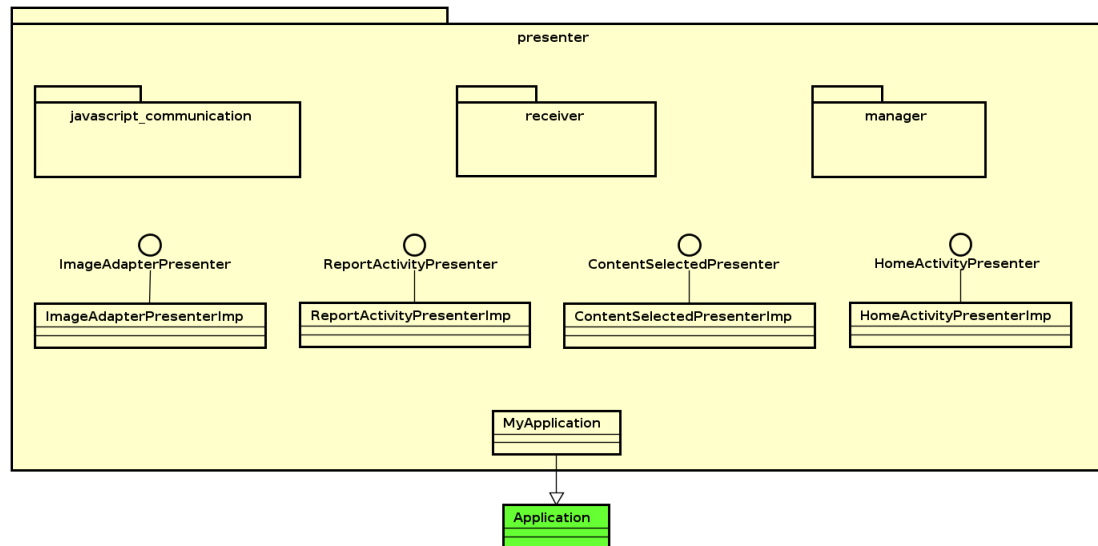 presenter
javascript_communication
receiver
manager
ImageAdapterPresenter
ReportActivityPresenter
ContentSelectedPresenter
HomeActivityPresenter
ImageAdapterPresenterImp
ReportActivityPresenterImp
ContentSelectedPresenterImp
HomeActivityPresenterImp
MyApplication
Application